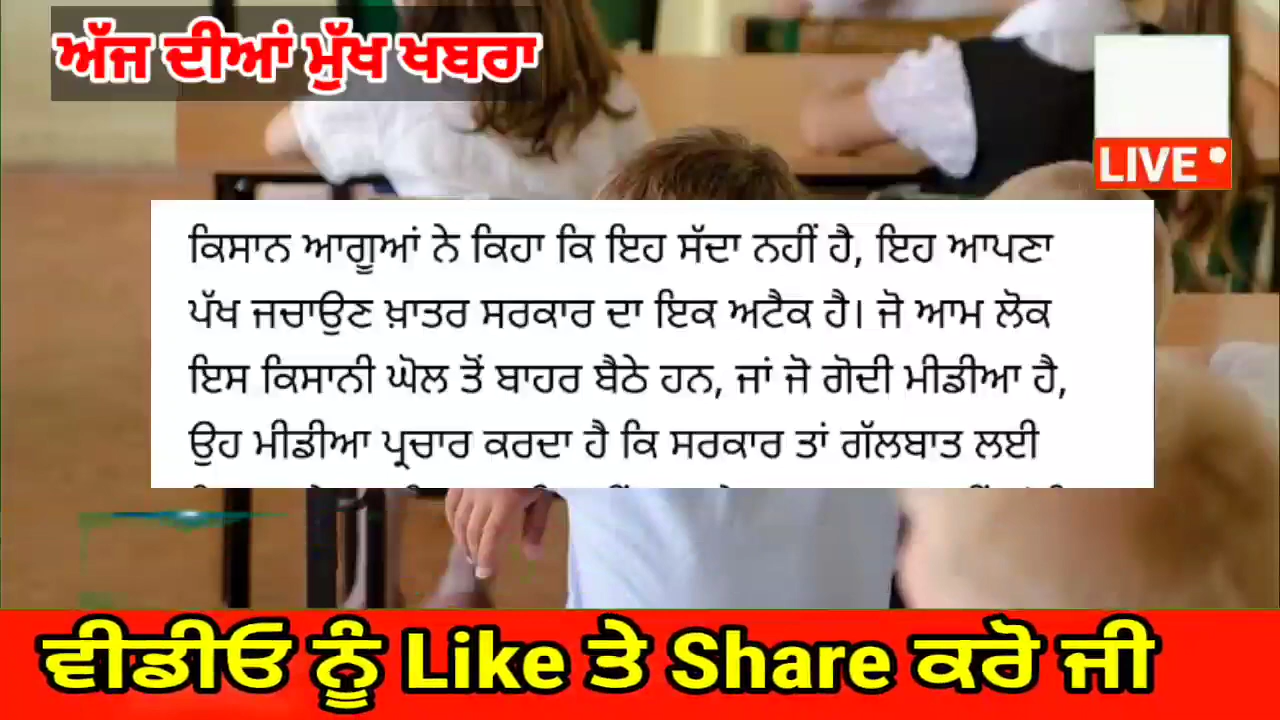 ਅੱਜ ਦੀਆਂ ਮੁੱਖ ਖਬਰਾ
LIVE
ਕਿਸਾਨ ਆਗੂਆਂ ਨੇ ਕਿਹਾ ਕਿ ਇਹ ਸੱਦਾ ਨਹੀਂ ਹੈ, ਇਹ ਆਪਣਾ
ਪੱਖ ਜਚਾਉਣ ਖ਼ਾਤਰ ਸਰਕਾਰ ਦਾ ਇਕ ਅਟੈਕ ਹੈ। ਜੋ ਆਮ ਲੋਕ
ਇਸ ਕਿਸਾਨੀ ਘੋਲ ਤੋਂ ਬਾਹਰ ਬੈਠੇ ਹਨ, ਜਾਂ ਜੋ ਗੋਦੀ ਮੀਡੀਆ ਹੈ,
ਉਹ ਮੀਡੀਆ ਪ੍ਰਚਾਰ ਕਰਦਾ ਹੈ ਕਿ ਸਰਕਾਰ ਤਾਂ ਗੱਲਬਾਤ ਲਈ
ਵੀਡੀਓ ਨੂੰ Like ਤੇ Share ਕਰੋ ਜੀ